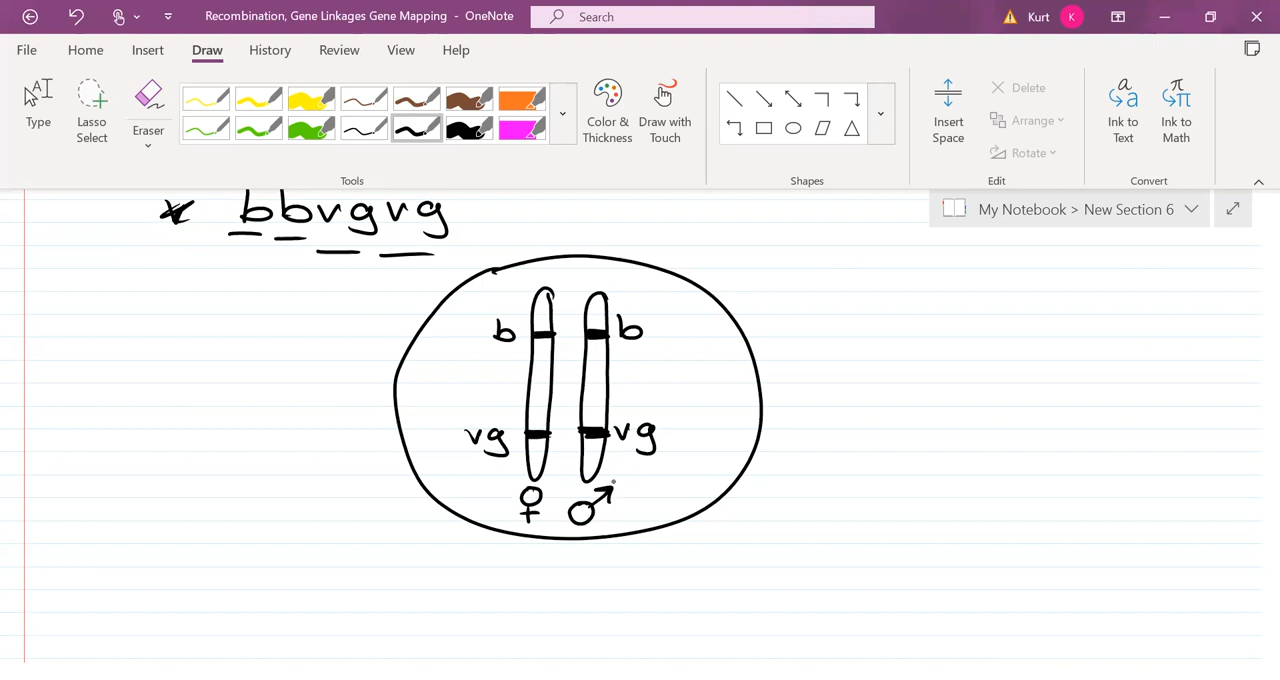 Recombination, Gene Linkages Gene Mapping - OneNote
Search
Kurt
K
File Home Insert Draw History Review View Help
Type
Lasso Select
Eraser
Color & Thickness
Draw with Touch
Insert Space
Delete
Arrange
Rotate
Ink to Text
Ink to Math
Tools
Shapes
Edit
Convert
My Notebook > New Section 6
* bbvgvg
b b
vg vg
♀ ♂